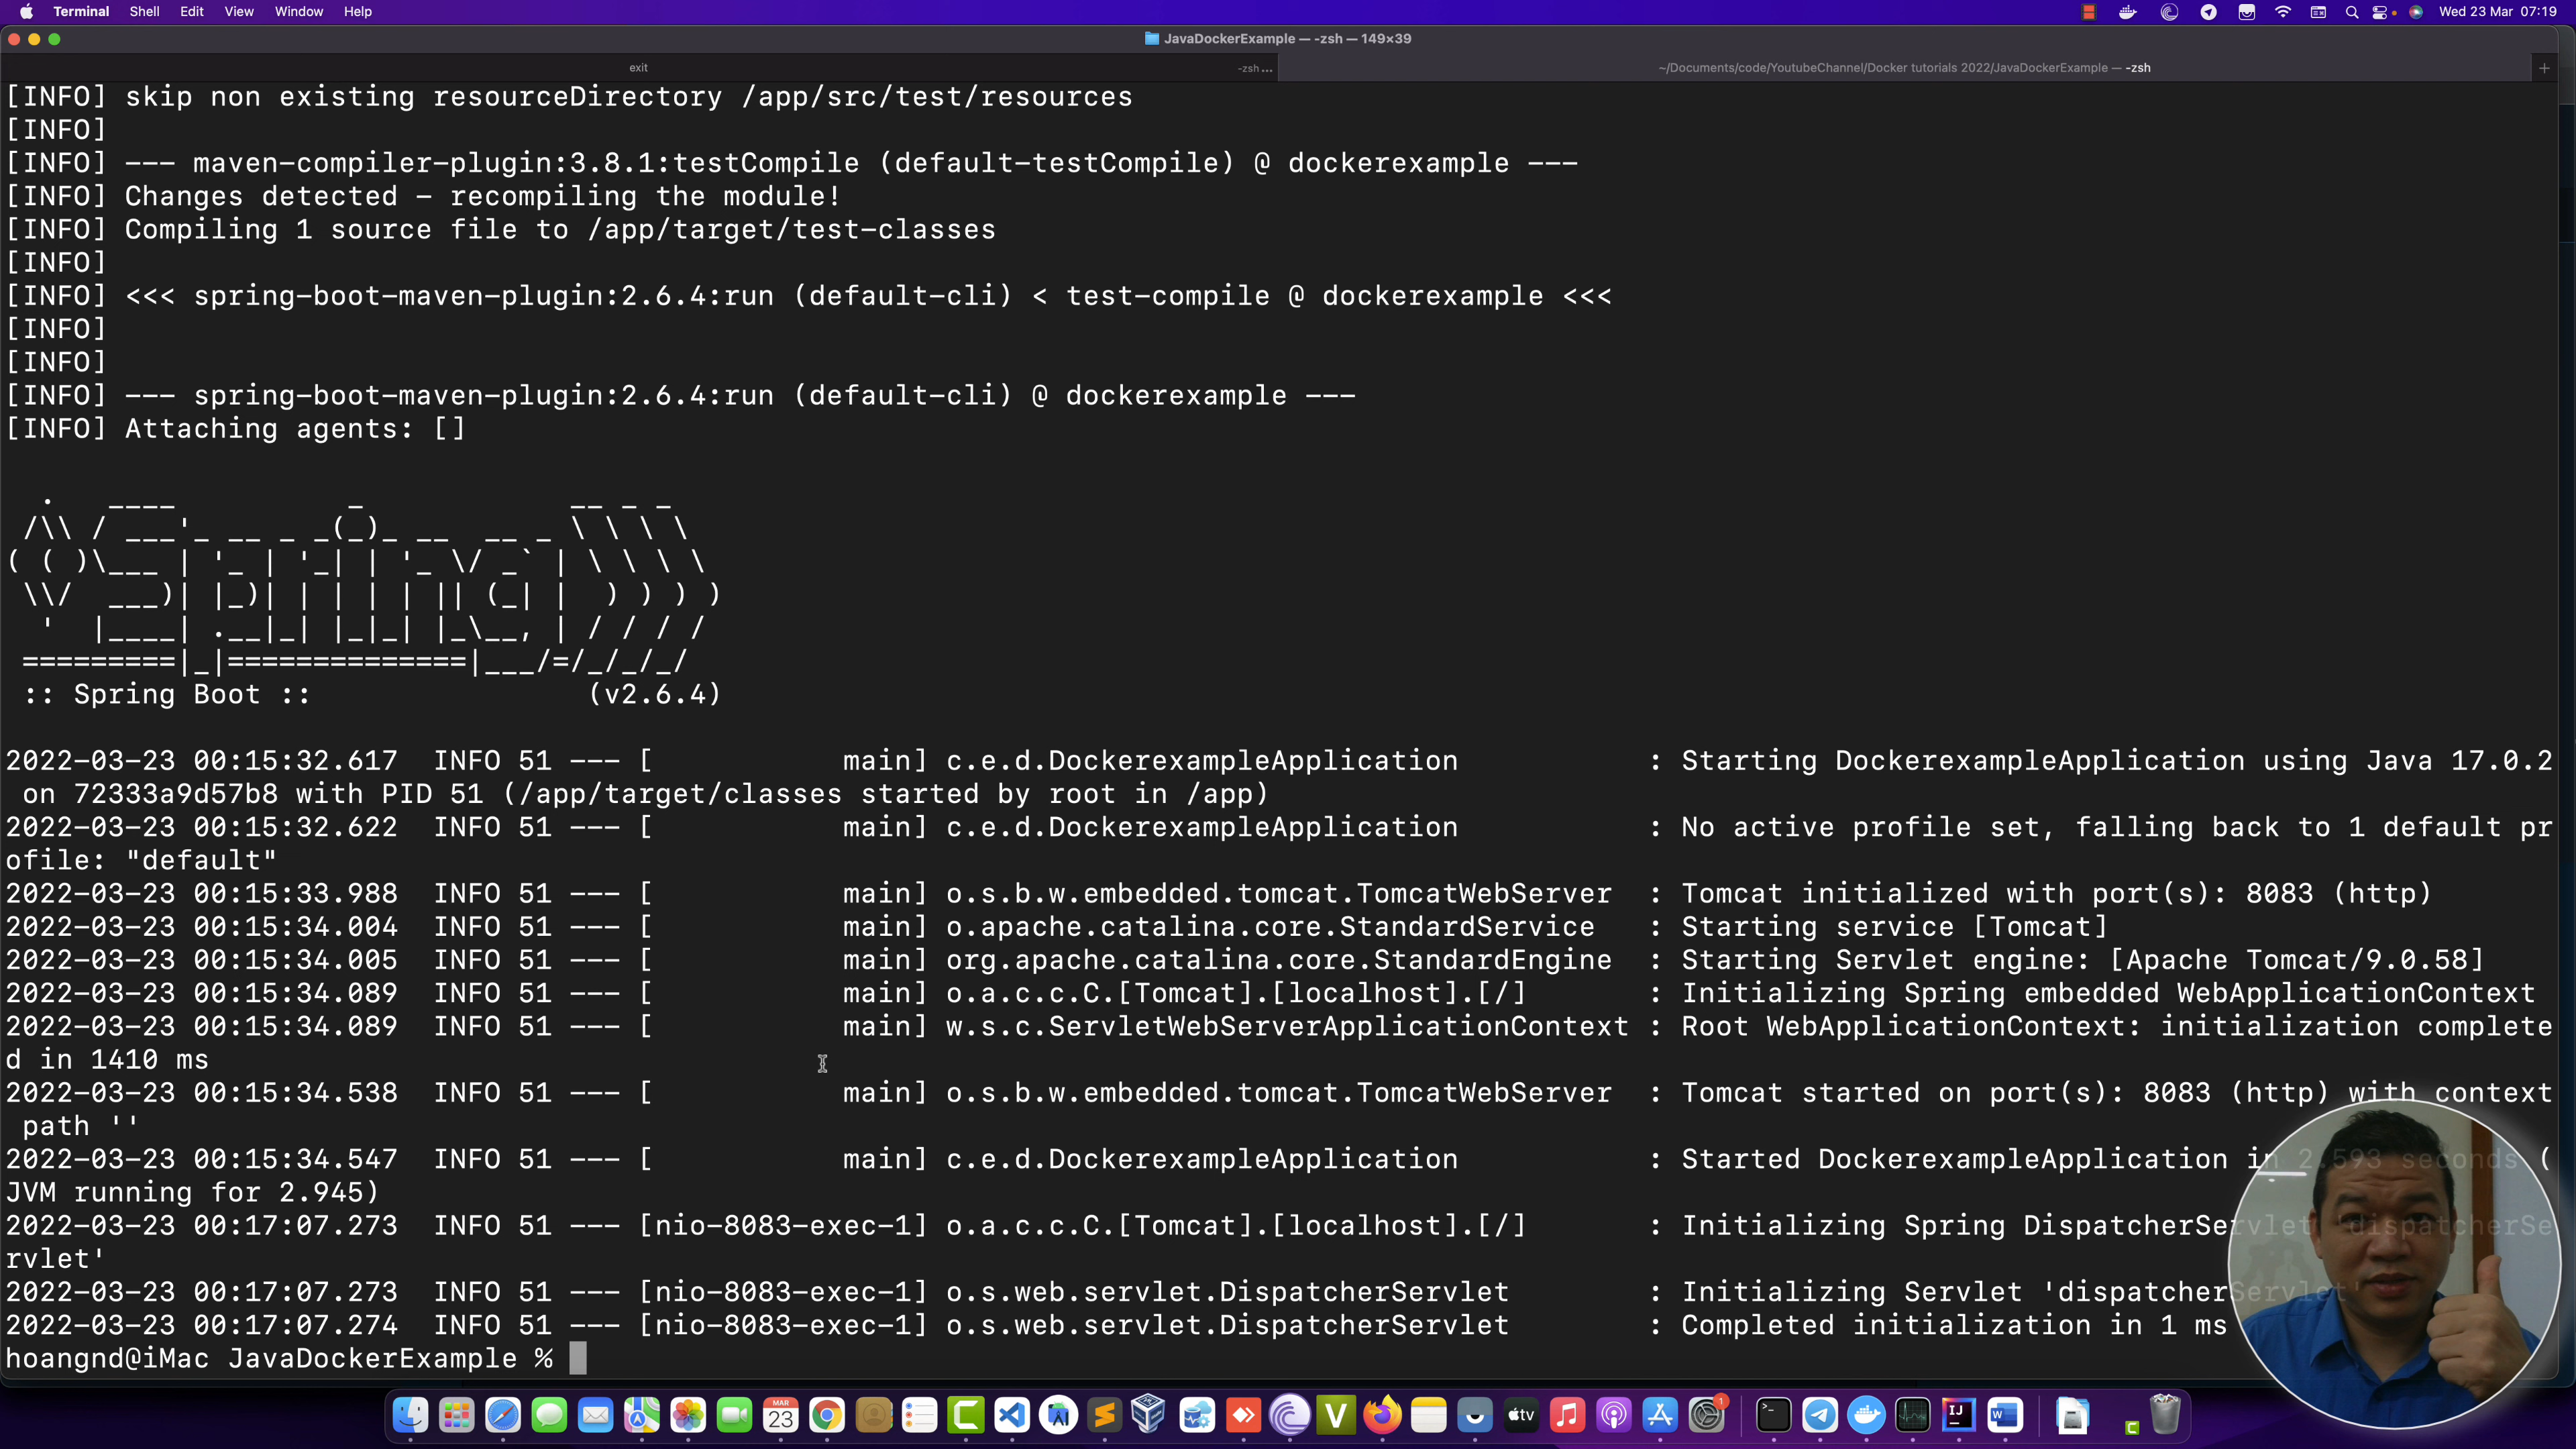 Terminal Shell Edit View Window Help Wed 23 Mar 07:19
JavaDockerExample — -zsh — 149×39
exit -zsh... ~/Documents/code/YoutubeChannel/Docker tutorials 2022/JavaDockerExample — -zsh
[INFO] skip non existing resourceDirectory /app/src/test/resources
[INFO]
[INFO] --- maven-compiler-plugin:3.8.1:testCompile (default-testCompile) @ dockerexample ---
[INFO] Changes detected - recompiling the module!
[INFO] Compiling 1 source file to /app/target/test-classes
[INFO]
[INFO] <<< spring-boot-maven-plugin:2.6.4:run (default-cli) < test-compile @ dockerexample <<<
[INFO]
[INFO]
[INFO] --- spring-boot-maven-plugin:2.6.4:run (default-cli) @ dockerexample ---
[INFO] Attaching agents: []
Spring
:: Spring Boot :: (v2.6.4)
2022-03-23 00:15:32.617 INFO 51 --- [ main] c.e.d.DockerexampleApplication : Starting DockerexampleApplication using Java 17.0.2
on 72333a9d57b8 with PID 51 (/app/target/classes started by root in /app)
2022-03-23 00:15:32.622 INFO 51 --- [ main] c.e.d.DockerexampleApplication : No active profile set, falling back to 1 default pr
ofile: "default"
2022-03-23 00:15:33.988 INFO 51 --- [ main] o.s.b.w.embedded.tomcat.TomcatWebServer : Tomcat initialized with port(s): 8083 (http)
2022-03-23 00:15:34.004 INFO 51 --- [ main] o.apache.catalina.core.StandardService : Starting service [Tomcat]
2022-03-23 00:15:34.005 INFO 51 --- [ main] org.apache.catalina.core.StandardEngine : Starting Servlet engine: [Apache Tomcat/9.0.58]
2022-03-23 00:15:34.089 INFO 51 --- [ main] o.a.c.c.C.[Tomcat].[localhost].[/] : Initializing Spring embedded WebApplicationContext
2022-03-23 00:15:34.089 INFO 51 --- [ main] w.s.c.ServletWebServerApplicationContext : Root WebApplicationContext: initialization complete
d in 1410 ms
2022-03-23 00:15:34.538 INFO 51 --- [ main] o.s.b.w.embedded.tomcat.TomcatWebServer : Tomcat started on port(s): 8083 (http) with context
path ''
2022-03-23 00:15:34.547 INFO 51 --- [ main] c.e.d.DockerexampleApplication : Started DockerexampleApplication in 2.593 seconds (
JVM running for 2.945)
2022-03-23 00:17:07.273 INFO 51 --- [nio-8083-exec-1] o.a.c.c.C.[Tomcat].[localhost].[/] : Initializing Spring DispatcherServlet 'dispatcherSe
rvlet'
2022-03-23 00:17:07.273 INFO 51 --- [nio-8083-exec-1] o.s.web.servlet.DispatcherServlet : Initializing Servlet 'dispatcherServlet'
2022-03-23 00:17:07.274 INFO 51 --- [nio-8083-exec-1] o.s.web.servlet.DispatcherServlet : Completed initialization in 1 ms
hoangnd@iMac JavaDockerExample %
MAR
23
tv
1
IJ
W